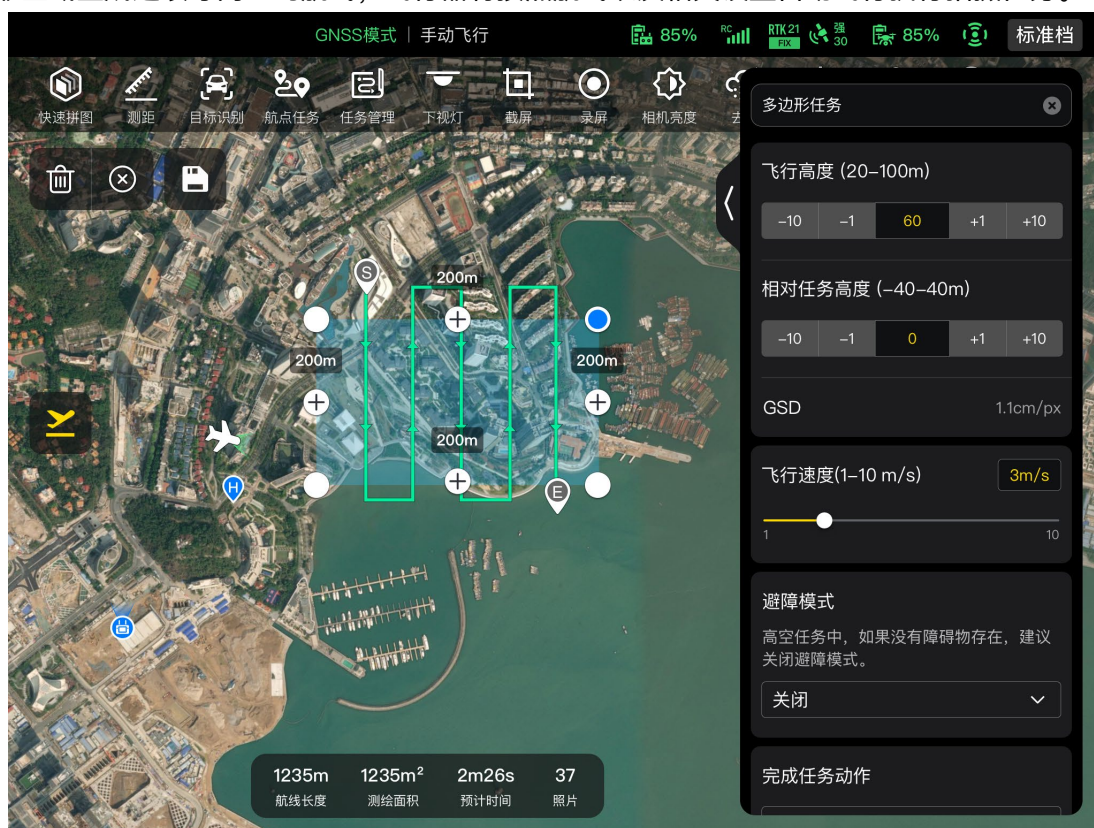 GNSS模式 | 手动飞行
85%
RC
RTK 21
FIX
强
30
85%
标准档
快速拼图
测距
目标识别
航点任务
任务管理
下视灯
截屏
录屏
相机亮度
去
多边形任务
飞行高度 (20–100m)
–10 –1 60 +1 +10
相对任务高度 (–40–40m)
–10 –1 0 +1 +10
GSD 1.1cm/px
飞行速度(1–10 m/s) 3m/s
1 10
避障模式
高空任务中，如果没有障碍物存在，建议
关闭避障模式。
关闭
完成任务动作
S
200m
200m
200m
200m
E
H
1235m 1235m² 2m26s 37
航线长度 测绘面积 预计时间 照片